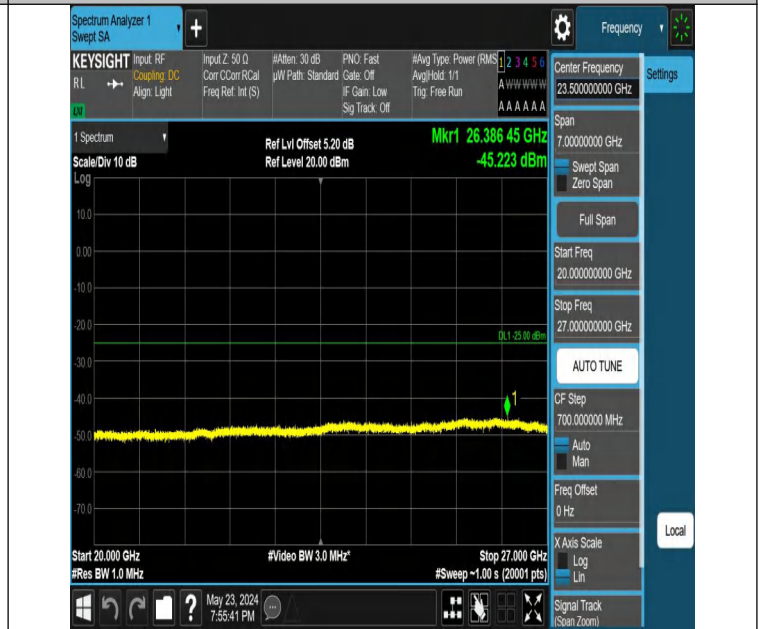 Spectrum Analyzer 1
Swept SA
+
Frequency
KEYSIGHT
RL
Input: RF
Coupling: DC
Align: Light
Input Z: 50 Ω
Corr CCorr RCal
Freq Ref: Int (S)
#Atten: 30 dB
µW Path: Standard
PNO: Fast
Gate: Off
IF Gain: Low
Sig Track: Off
#Avg Type: Power (RMS
Avg|Hold: 1/1
Trig: Free Run
1 2 3 4 5 6
A W W W W W
A A A A A A
1 Spectrum
Scale/Div 10 dB
Log
Ref Lvl Offset 5.20 dB
Ref Level 20.00 dBm
Mkr1 26.386 45 GHz
-45.223 dBm
10.0
0.00
-10.0
-20.0
-30.0
-40.0
-50.0
-60.0
-70.0
DL1 -25.00 dBm
1
Start 20.000 GHz
#Res BW 1.0 MHz
#Video BW 3.0 MHz*
Stop 27.000 GHz
#Sweep ~1.00 s (20001 pts)
May 23, 2024
7:55:41 PM
Center Frequency
23.500000000 GHz
Settings
Span
7.00000000 GHz
Swept Span
Zero Span
Full Span
Start Freq
20.000000000 GHz
Stop Freq
27.000000000 GHz
AUTO TUNE
CF Step
700.000000 MHz
Auto
Man
Freq Offset
0 Hz
X Axis Scale
Log
Lin
Local
Signal Track
(Span Zoom)